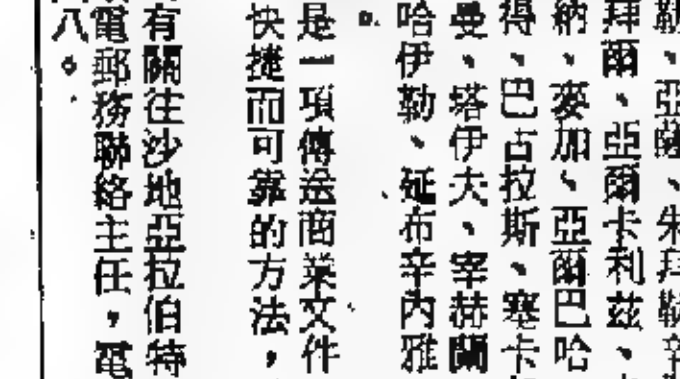 勒、亞薩、朱拜勒辛
拜爾、亞爾卡利茲、
納、麥加、亞爾巴哈
得、巴古拉斯、塞卡
曼、塔伊夫、宰赫蘭
哈伊勒、延布辛內雅
。
是一項傳送商業文件
快捷而可靠的方法，
有關往沙地亞拉伯特
電郵務聯絡主任，電
八。